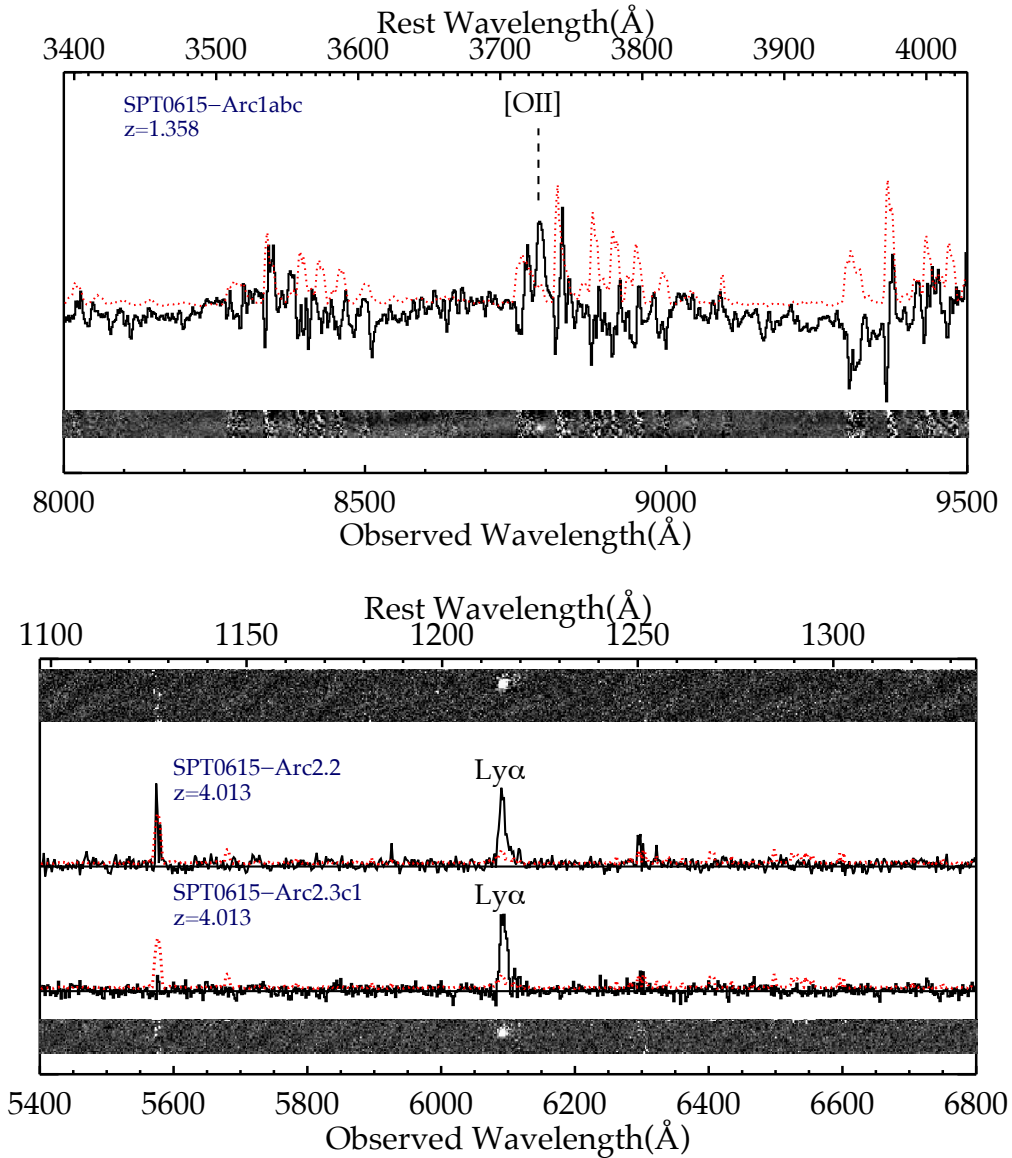 Rest Wavelength(Å)
3400 3500 3600 3700 3800 3900 4000
SPT0615−Arc1abc
z=1.358
[OII]
8000 8500 9000 9500
Observed Wavelength(Å)
Rest Wavelength(Å)
1100 1150 1200 1250 1300
SPT0615−Arc2.2
z=4.013
Lyα
SPT0615−Arc2.3c1
z=4.013
Lyα
5400 5600 5800 6000 6200 6400 6600 6800
Observed Wavelength(Å)